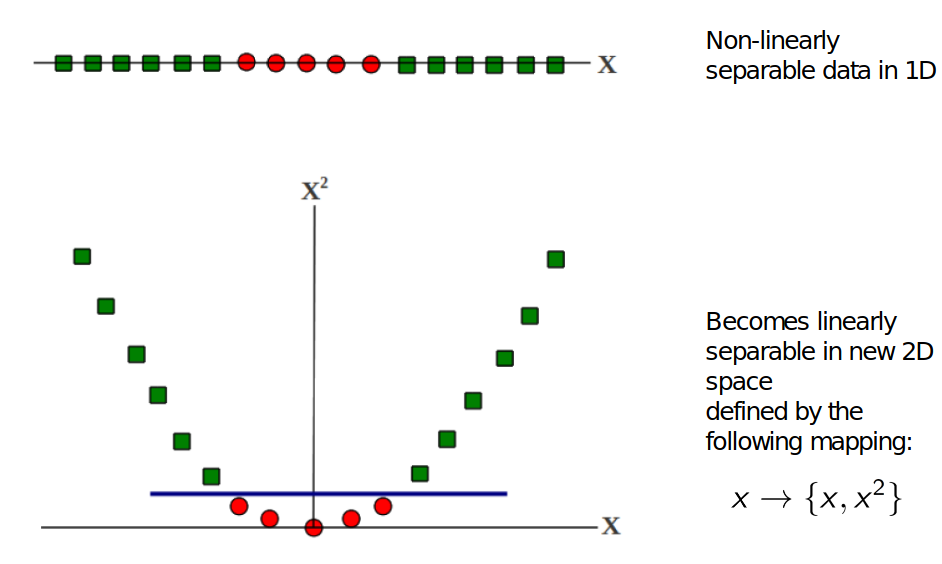 Non-linearly
separable data in 1D
X
X²
Becomes linearly
separable in new 2D
space
defined by the
following mapping:
x → {x, x²}
X